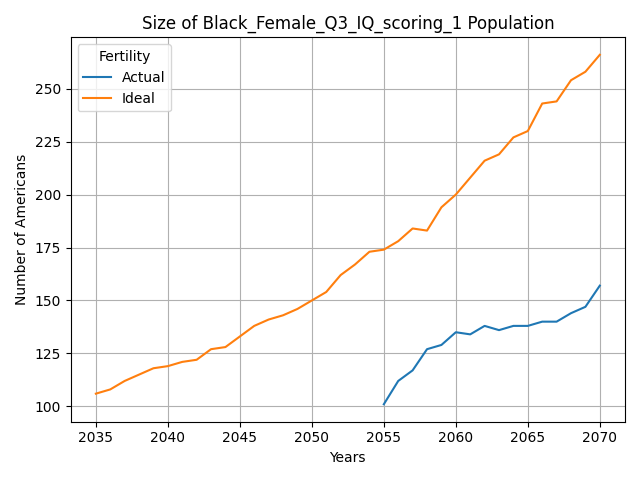 Size of Black_Female_Q3_IQ_scoring_1 Population
Fertility
Actual
Ideal
Number of Americans
250
225
200
175
150
125
100
2035 2040 2045 2050 2055 2060 2065 2070
Years